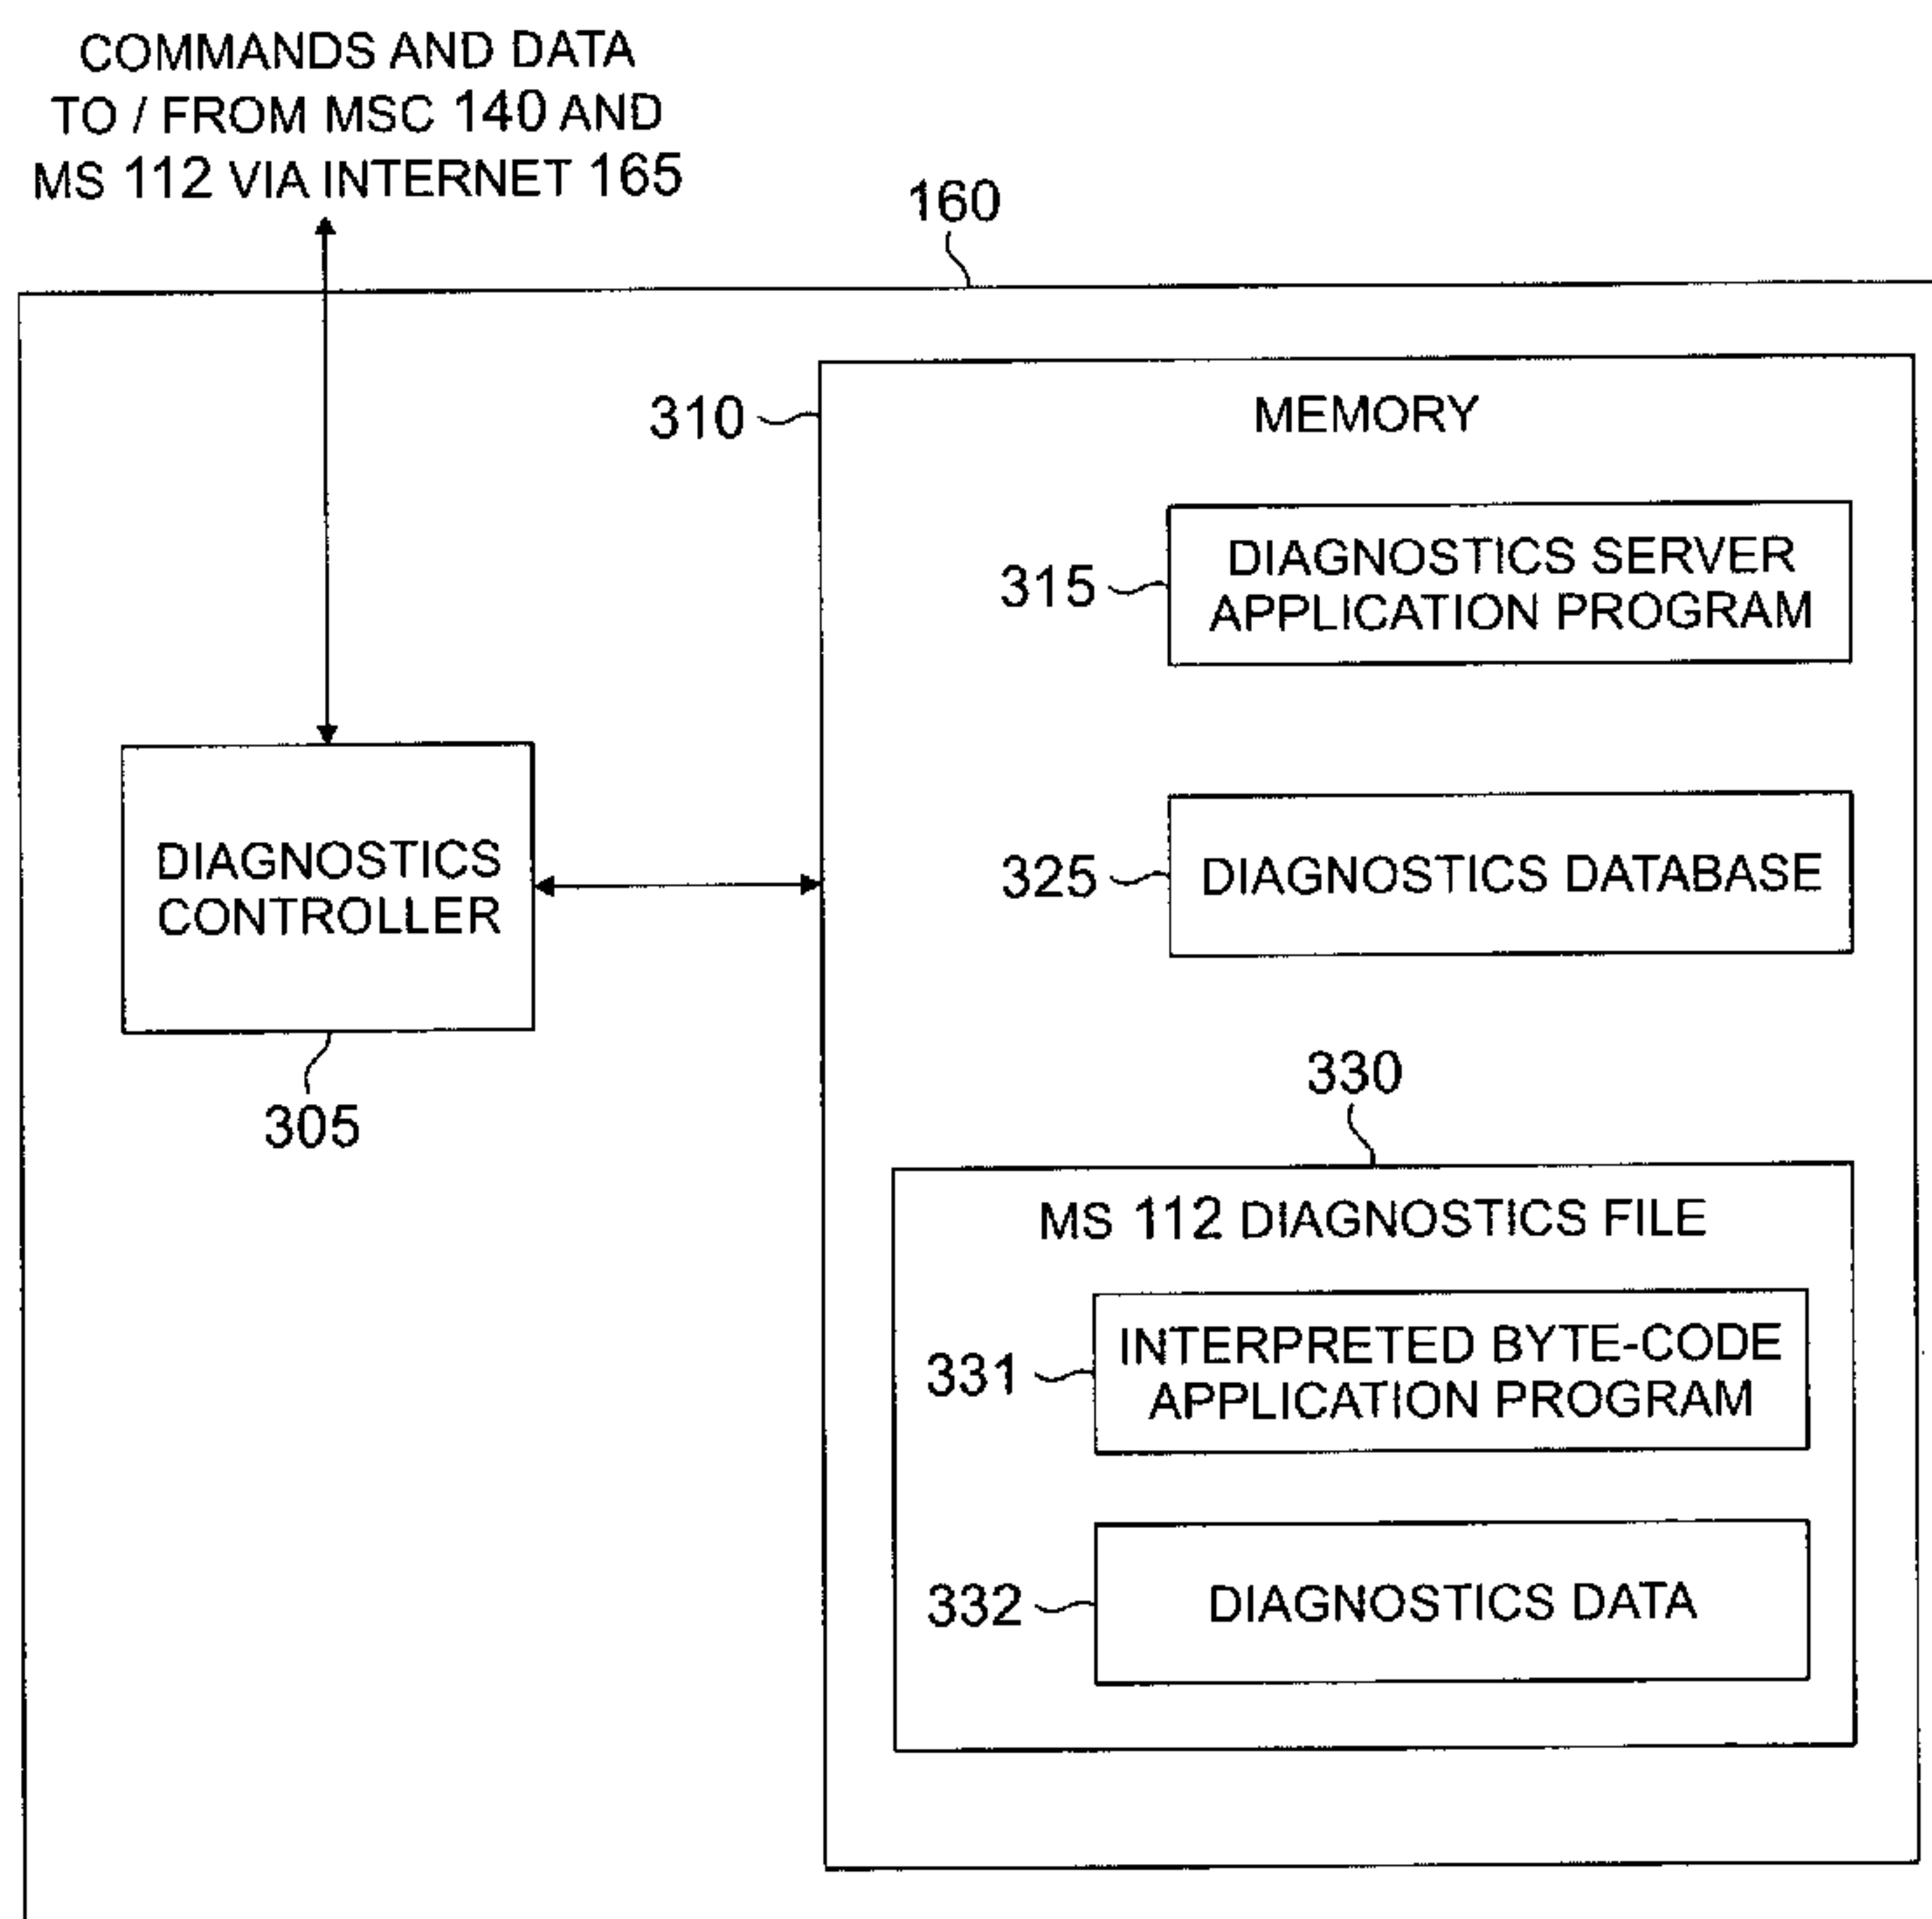 COMMANDS AND DATA
TO / FROM MSC 140 AND
MS 112 VIA INTERNET 165
160
310
MEMORY
315
DIAGNOSTICS SERVER
APPLICATION PROGRAM
325
DIAGNOSTICS DATABASE
DIAGNOSTICS
CONTROLLER
305
330
MS 112 DIAGNOSTICS FILE
331
INTERPRETED BYTE-CODE
APPLICATION PROGRAM
332
DIAGNOSTICS DATA